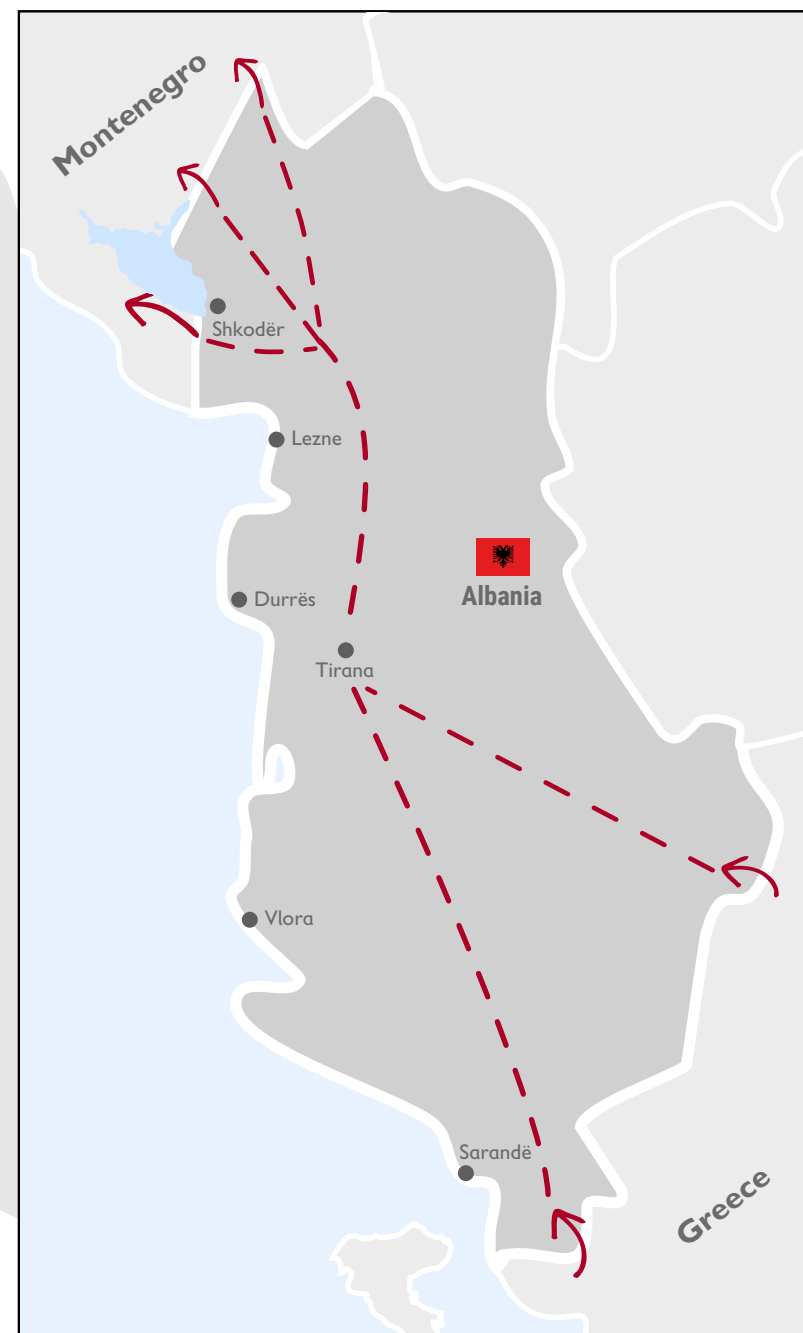 Montenegro
Shkodër
Lezne
Albania
Durrës
Tirana
Vlora
Sarandë
Greece